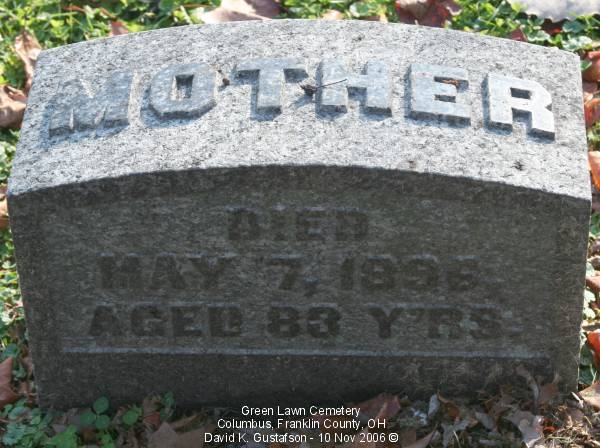 MOTHER
DIED
MAY 7, 1896.
AGED 83 Y'RS.
Green Lawn Cemetery
Columbus, Franklin County, OH
David K. Gustafson - 10 Nov 2006 ©